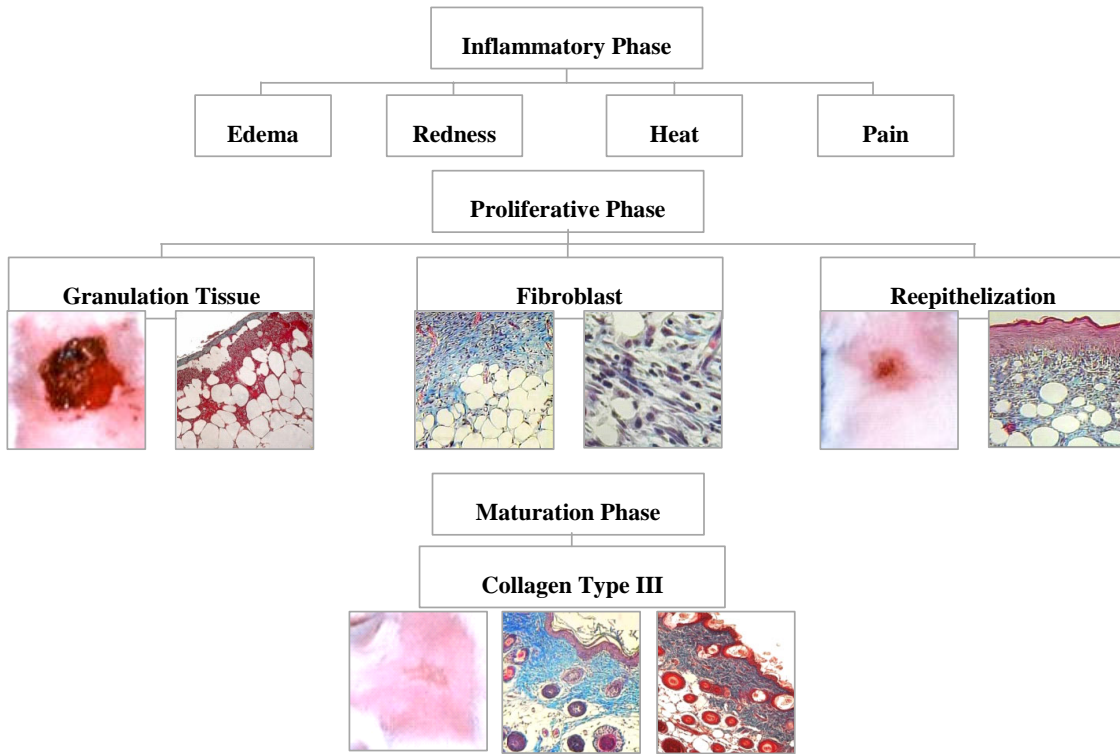 Inflammatory Phase
Edema
Redness
Heat
Pain
Proliferative Phase
Granulation Tissue
Fibroblast
Reepithelization
Maturation Phase
Collagen Type III